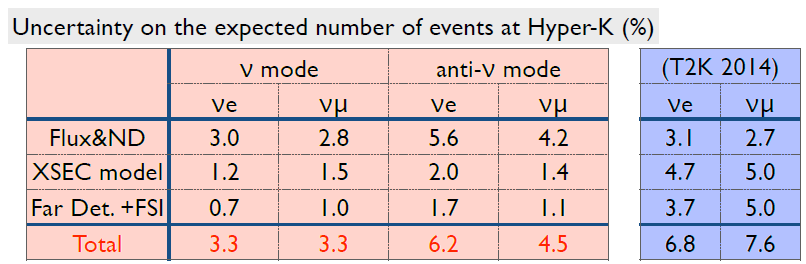 Uncertainty on the expected number of events at Hyper-K (%)
ν mode anti-ν mode (T2K 2014)
νe νμ νe νμ νe νμ
Flux&ND 3.0 2.8 5.6 4.2 3.1 2.7
XSEC model 1.2 1.5 2.0 1.4 4.7 5.0
Far Det. +FSI 0.7 1.0 1.7 1.1 3.7 5.0
Total 3.3 3.3 6.2 4.5 6.8 7.6